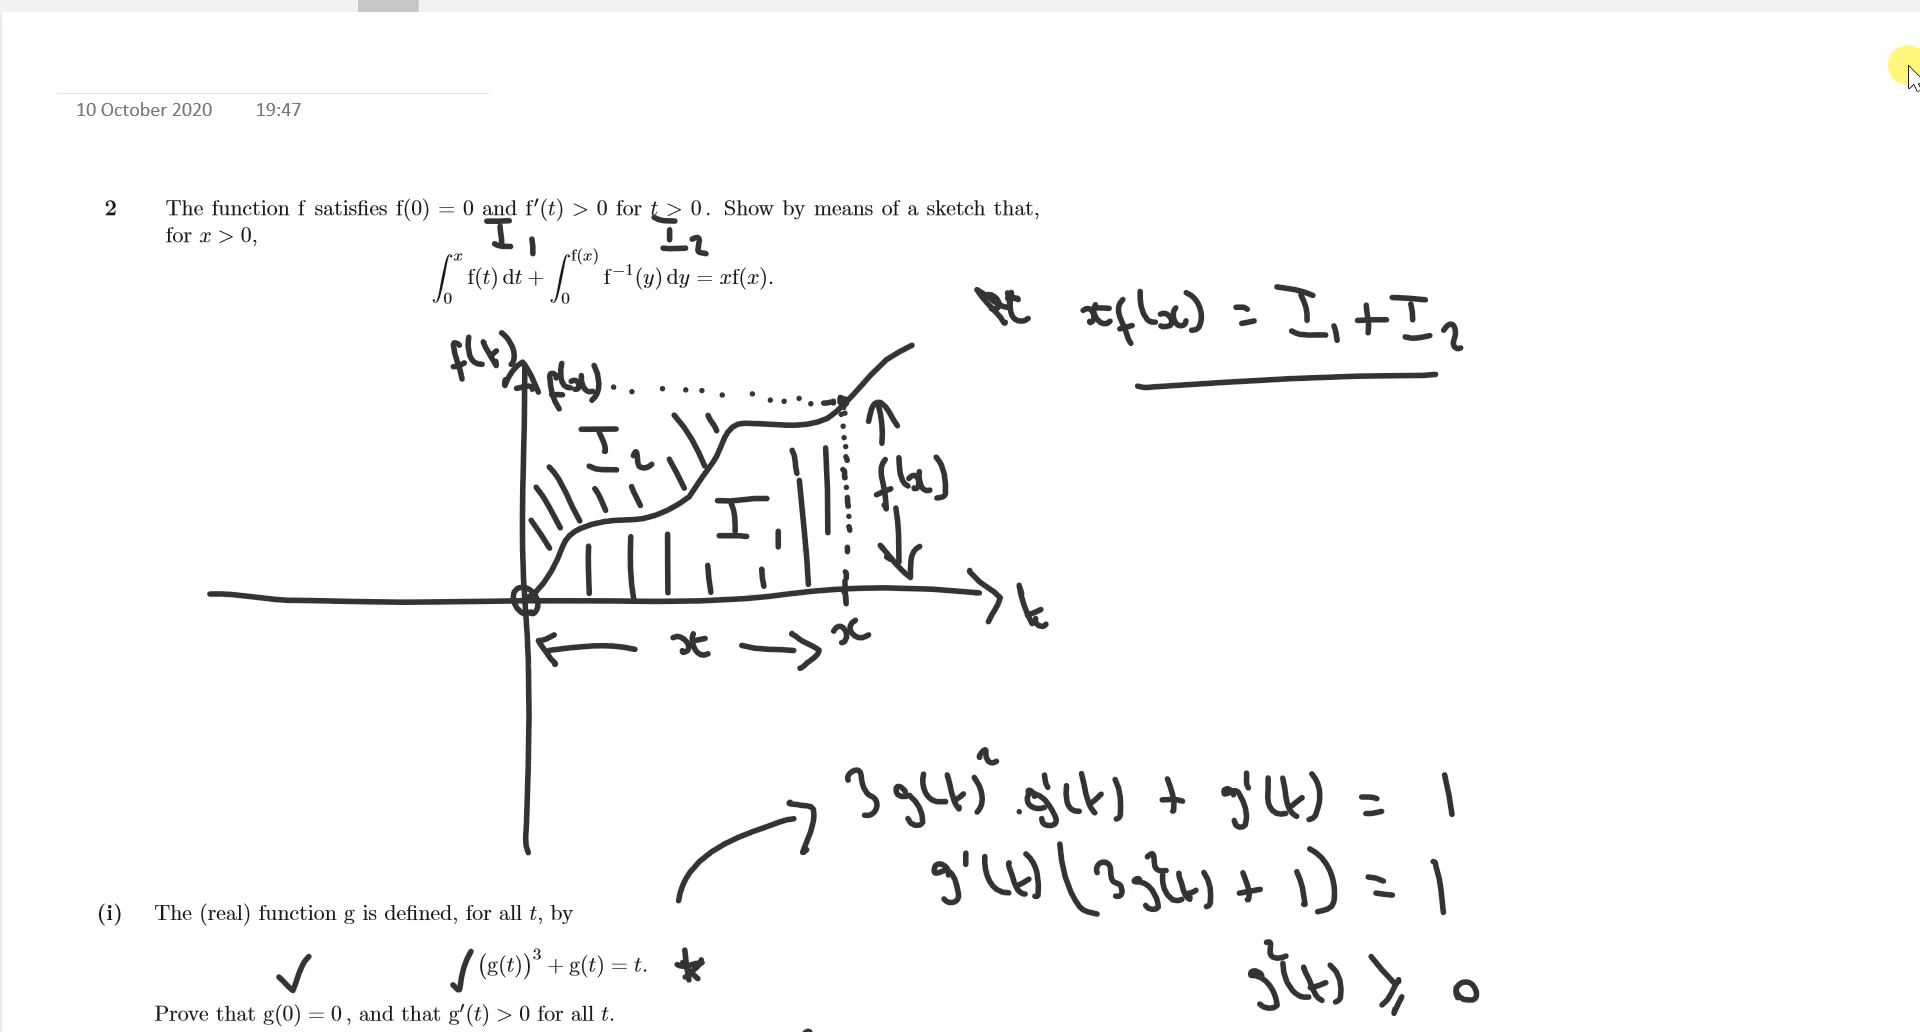 10 October 2020 19:47
2 The function f satisfies f(0) = 0 and f′(t) > 0 for t > 0. Show by means of a sketch that,
for x > 0,
I₁ I₂
∫₀ˣ f(t) dt + ∫₀^{f(x)} f⁻¹(y) dy = xf(x).
xf(x) = I₁ + I₂
f(t)
f(x)
I₂
f(x)
I₁
t
x
x
3g(t)².g'(t) + g'(t) = 1
g'(t)(3g²(t) + 1) = 1
(i) The (real) function g is defined, for all t, by
(g(t))³ + g(t) = t. *
g²(t) ⩾ 0
Prove that g(0) = 0, and that g′(t) > 0 for all t.